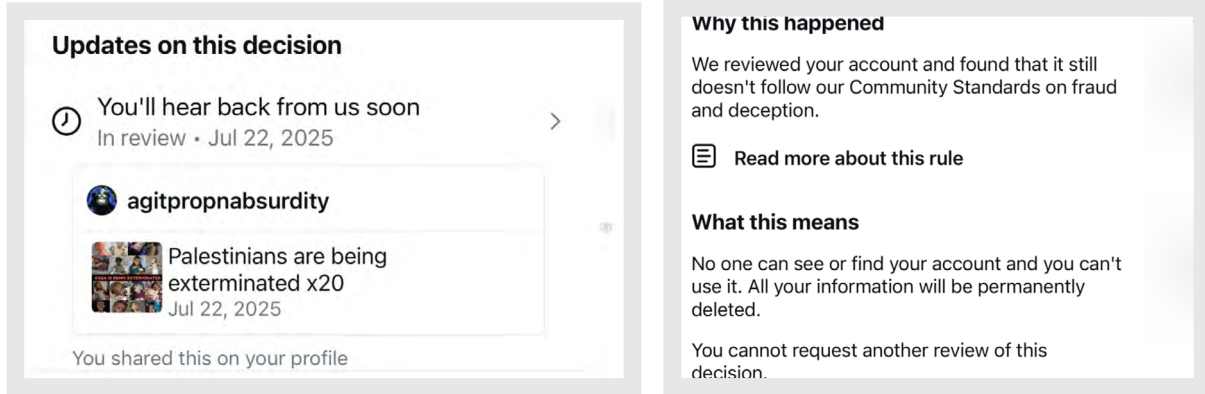 Updates on this decision
You'll hear back from us soon
In review • Jul 22, 2025
agitpropnabsurdity
GAZA IS BEING EXTERMINATED
Palestinians are being
exterminated x20
Jul 22, 2025
You shared this on your profile
Why this happened
We reviewed your account and found that it still
doesn't follow our Community Standards on fraud
and deception.
Read more about this rule
What this means
No one can see or find your account and you can't
use it. All your information will be permanently
deleted.
You cannot request another review of this
decision.